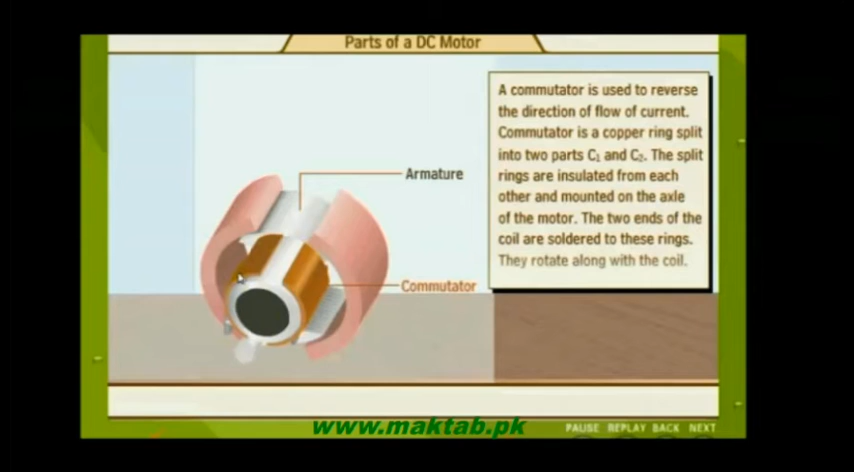 Parts of a DC Motor
A commutator is used to reverse
the direction of flow of current.
Commutator is a copper ring split
into two parts C₁ and C₂. The split
rings are insulated from each
other and mounted on the axle
of the motor. The two ends of the
coil are soldered to these rings.
They rotate along with the coil.
Armature
Commutator
www.maktab.pk
PAUSE REPLAY BACK NEXT